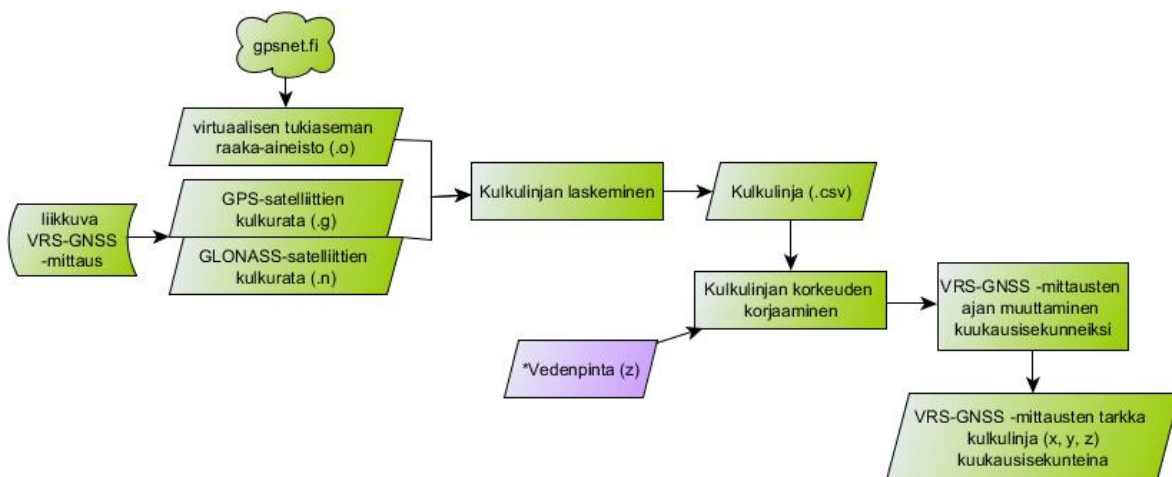 gpsnet.fi
virtuaalisen tukiaseman
raaka-aineisto (.o)
liikkuva
VRS-GNSS
-mittaus
GPS-satelliittien
kulkurata (.g)
GLONASS-satelliittien
kulkurata (.n)
Kulkulinjan laskeminen
Kulkulinja (.csv)
Kulkulinjan korkeuden
korjaaminen
*Vedenpinta (z)
VRS-GNSS -mittausten
ajan muuttaminen
kuukausisekunneiksi
VRS-GNSS -mittausten tarkka
kulkulinja (x, y, z)
kuukausisekunteina